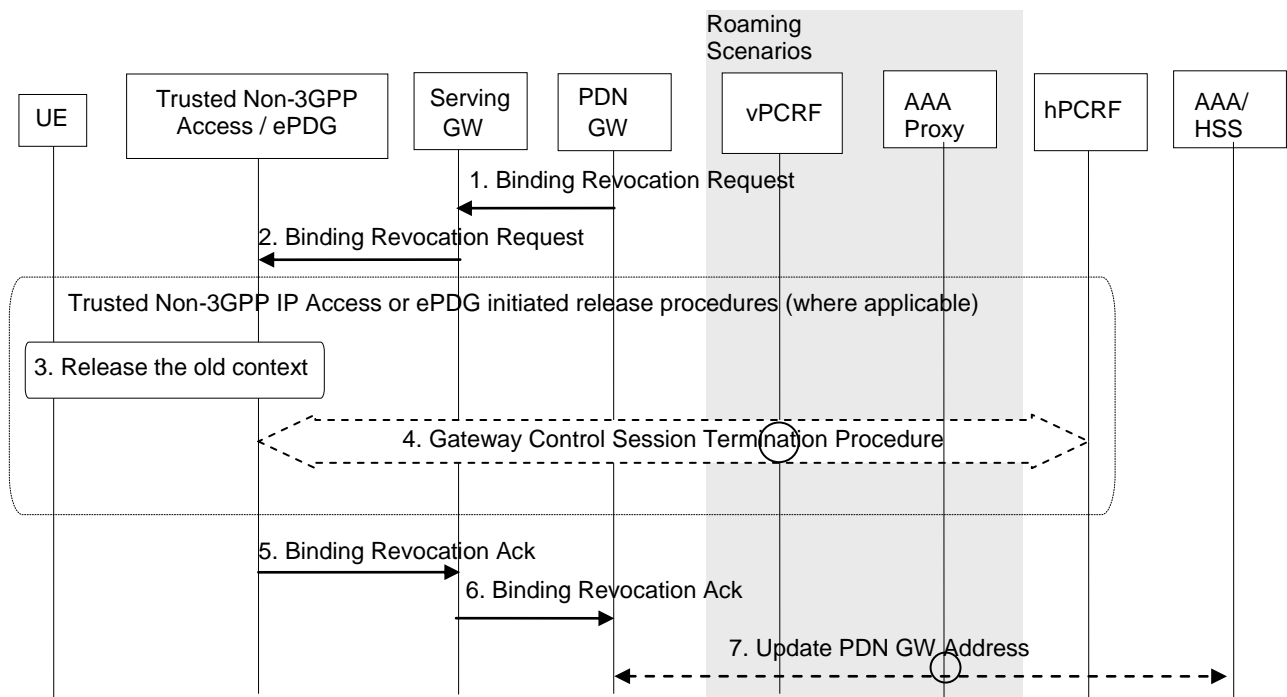 Roaming
Scenarios
UE
Trusted Non-3GPP
Access / ePDG
Serving
GW
PDN
GW
vPCRF
AAA
Proxy
hPCRF
AAA/
HSS
1. Binding Revocation Request
2. Binding Revocation Request
Trusted Non-3GPP IP Access or ePDG initiated release procedures (where applicable)
3. Release the old context
4. Gateway Control Session Termination Procedure
5. Binding Revocation Ack
6. Binding Revocation Ack
7. Update PDN GW Address